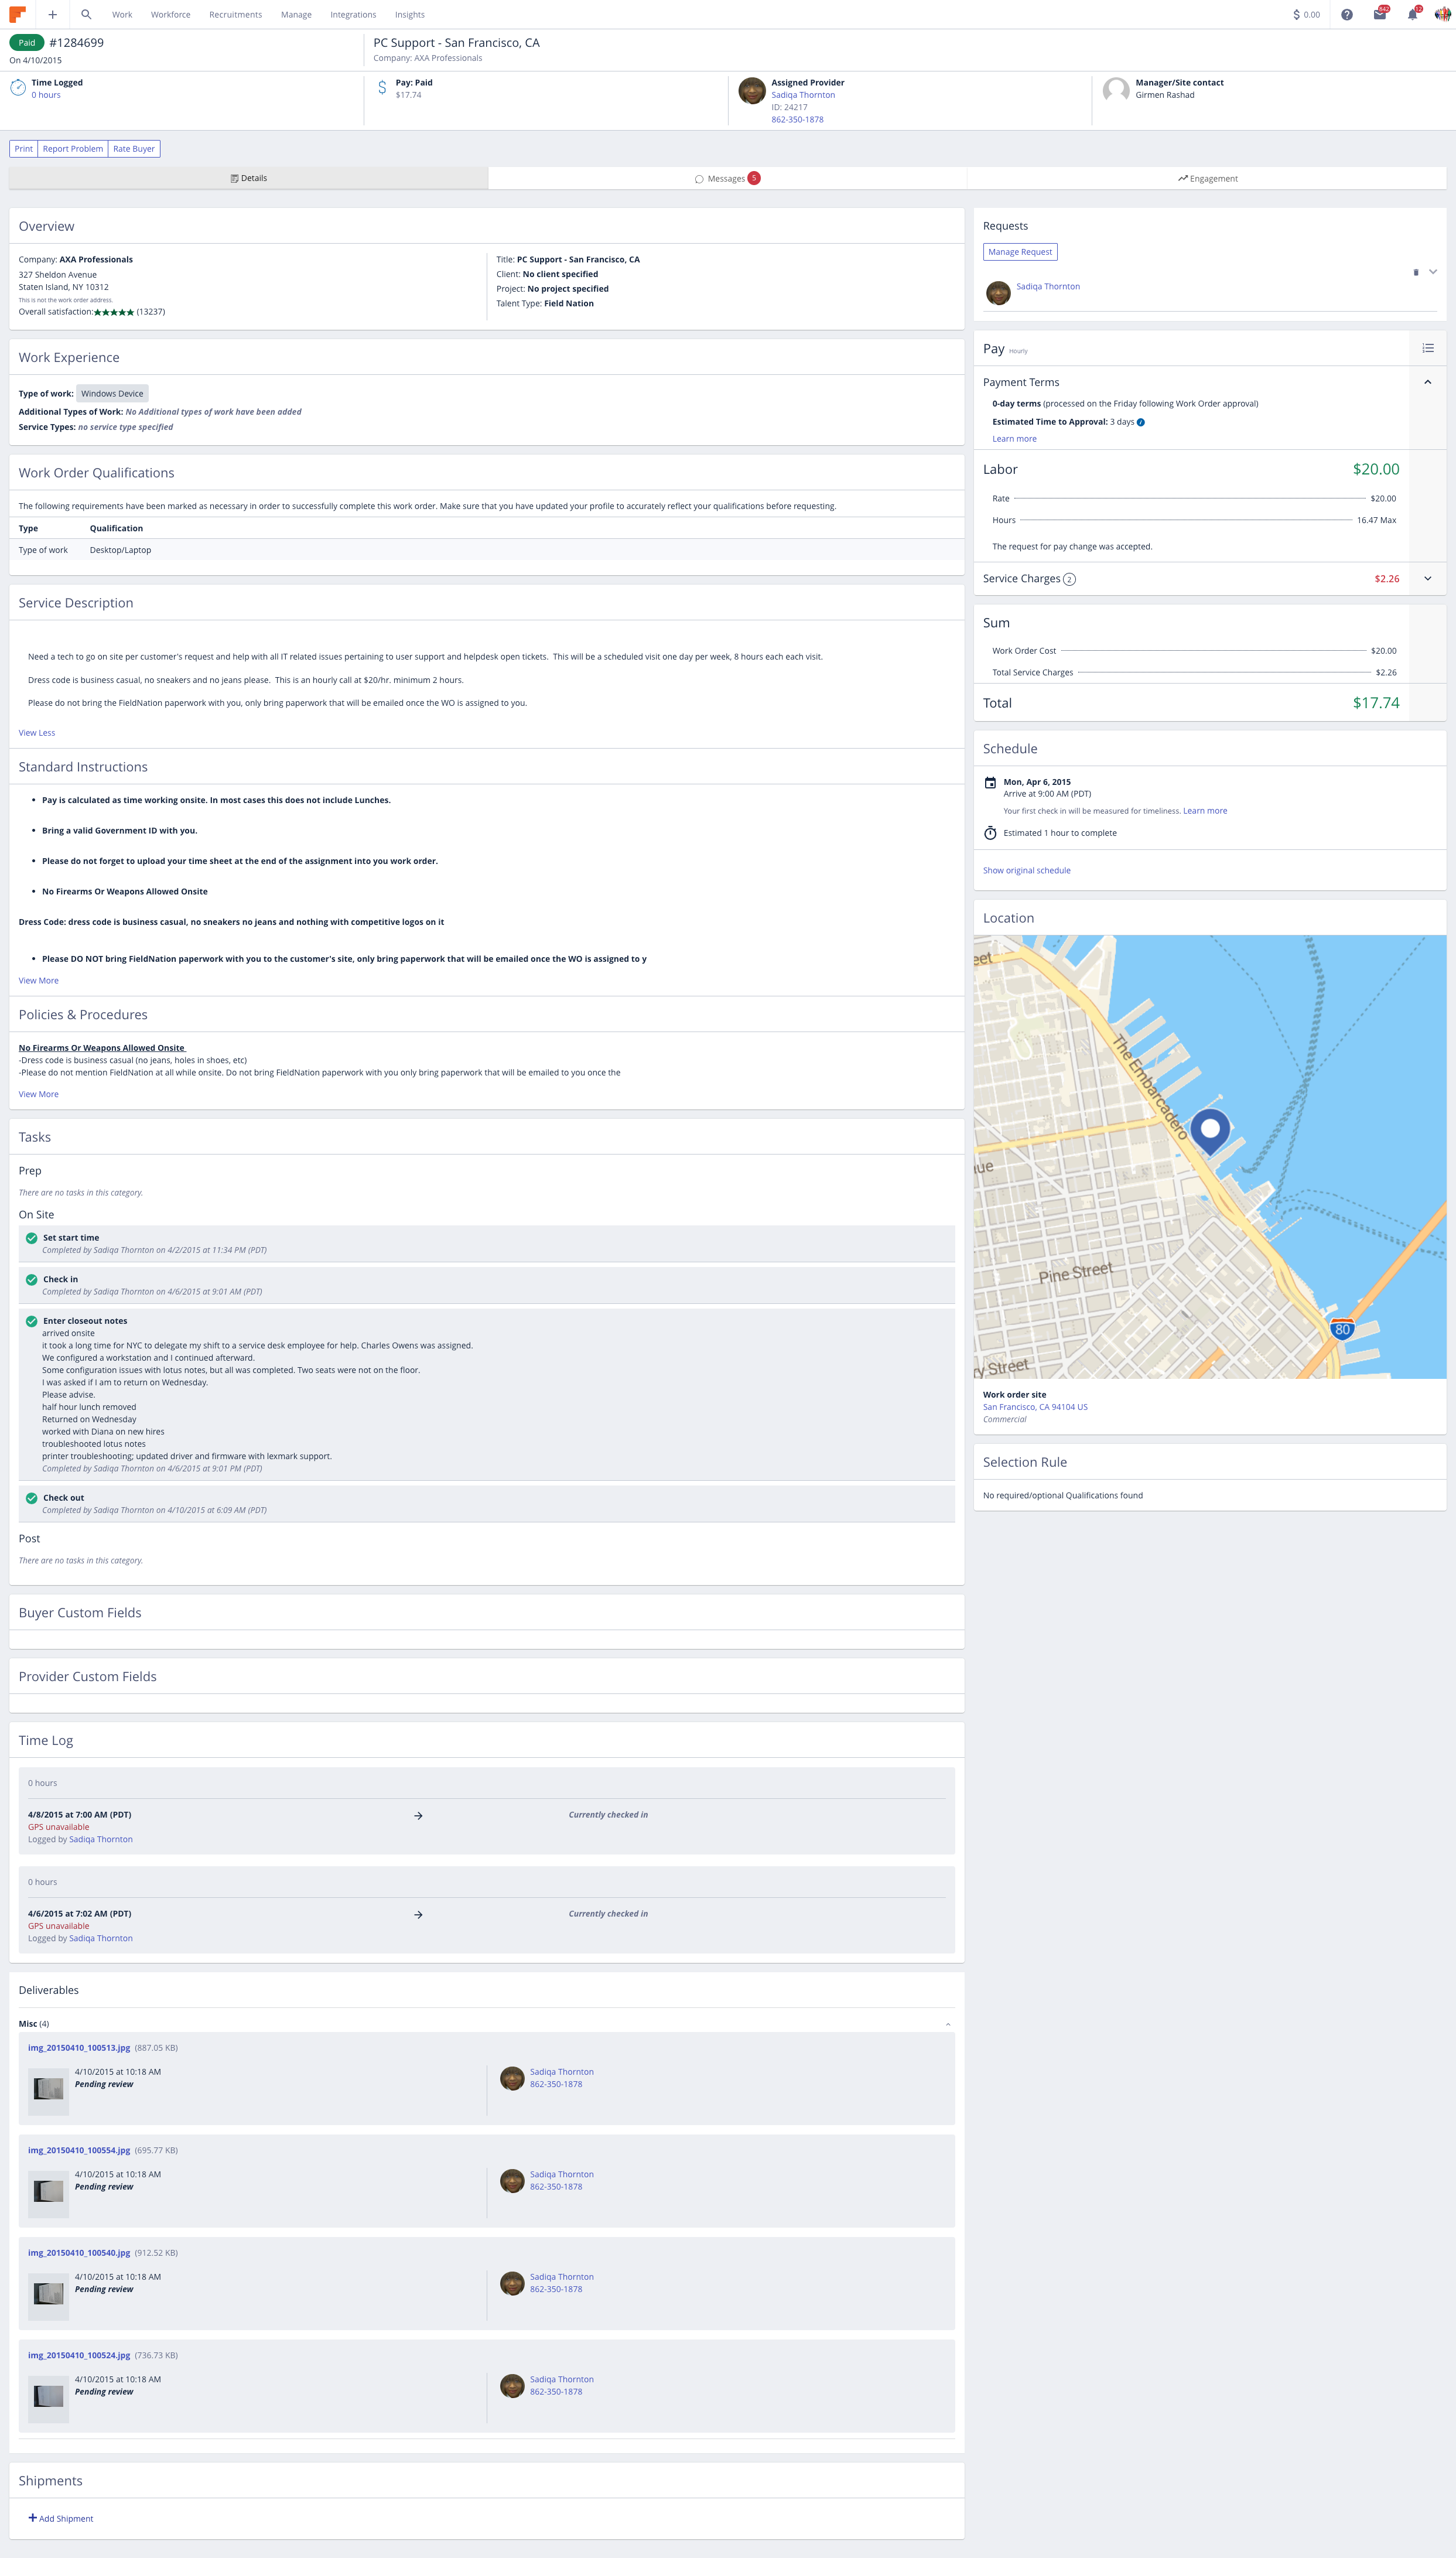 Work Workforce Recruitments Manage Integrations Insights
$ 0.00 842 12
Paid #1284699
On 4/10/2015
PC Support - San Francisco, CA
Company: AXA Professionals
Time Logged
0 hours
Pay: Paid
$17.74
Assigned Provider
Sadiqa Thornton
ID: 24217
862-350-1878
Manager/Site contact
Girmen Rashad
Print Report Problem Rate Buyer
Details Messages 5 Engagement
Overview
Company: AXA Professionals
327 Sheldon Avenue
Staten Island, NY 10312
This is not the work order address.
Overall satisfaction:★★★★★ (13237)
Title: PC Support - San Francisco, CA
Client: No client specified
Project: No project specified
Talent Type: Field Nation
Work Experience
Type of work: Windows Device
Additional Types of Work: No Additional types of work have been added
Service Types: no service type specified
Work Order Qualifications
The following requirements have been marked as necessary in order to successfully complete this work order. Make sure that you have updated your profile to accurately reflect your qualifications before requesting.
Type Qualification
Type of work Desktop/Laptop
Service Description
Need a tech to go on site per customer's request and help with all IT related issues pertaining to user support and helpdesk open tickets. This will be a scheduled visit one day per week, 8 hours each each visit.
Dress code is business casual, no sneakers and no jeans please. This is an hourly call at $20/hr. minimum 2 hours.
Please do not bring the FieldNation paperwork with you, only bring paperwork that will be emailed once the WO is assigned to you.
View Less
Standard Instructions
• Pay is calculated as time working onsite. In most cases this does not include Lunches.
• Bring a valid Government ID with you.
• Please do not forget to upload your time sheet at the end of the assignment into you work order.
• No Firearms Or Weapons Allowed Onsite
Dress Code: dress code is business casual, no sneakers no jeans and nothing with competitive logos on it
• Please DO NOT bring FieldNation paperwork with you to the customer's site, only bring paperwork that will be emailed once the WO is assigned to y
View More
Policies & Procedures
No Firearms Or Weapons Allowed Onsite
-Dress code is business casual (no jeans, holes in shoes, etc)
-Please do not mention FieldNation at all while onsite. Do not bring FieldNation paperwork with you only bring paperwork that will be emailed to you once the
View More
Tasks
Prep
There are no tasks in this category.
On Site
Set start time
Completed by Sadiqa Thornton on 4/2/2015 at 11:34 PM (PDT)
Check in
Completed by Sadiqa Thornton on 4/6/2015 at 9:01 AM (PDT)
Enter closeout notes
arrived onsite
it took a long time for NYC to delegate my shift to a service desk employee for help. Charles Owens was assigned.
We configured a workstation and I continued afterward.
Some configuration issues with lotus notes, but all was completed. Two seats were not on the floor.
I was asked if I am to return on Wednesday.
Please advise.
half hour lunch removed
Returned on Wednesday
worked with Diana on new hires
troubleshooted lotus notes
printer troubleshooting; updated driver and firmware with lexmark support.
Completed by Sadiqa Thornton on 4/6/2015 at 9:01 PM (PDT)
Check out
Completed by Sadiqa Thornton on 4/10/2015 at 6:09 AM (PDT)
Post
There are no tasks in this category.
Buyer Custom Fields
Provider Custom Fields
Time Log
0 hours
4/8/2015 at 7:00 AM (PDT) → Currently checked in
GPS unavailable
Logged by Sadiqa Thornton
0 hours
4/6/2015 at 7:02 AM (PDT) → Currently checked in
GPS unavailable
Logged by Sadiqa Thornton
Deliverables
Misc (4)
img_20150410_100513.jpg (887.05 KB)
4/10/2015 at 10:18 AM
Pending review
Sadiqa Thornton
862-350-1878
img_20150410_100554.jpg (695.77 KB)
4/10/2015 at 10:18 AM
Pending review
Sadiqa Thornton
862-350-1878
img_20150410_100540.jpg (912.52 KB)
4/10/2015 at 10:18 AM
Pending review
Sadiqa Thornton
862-350-1878
img_20150410_100524.jpg (736.73 KB)
4/10/2015 at 10:18 AM
Pending review
Sadiqa Thornton
862-350-1878
Shipments
+ Add Shipment
Requests
Manage Request
Sadiqa Thornton
Pay Hourly
Payment Terms
0-day terms (processed on the Friday following Work Order approval)
Estimated Time to Approval: 3 days
Learn more
Labor $20.00
Rate $20.00
Hours 16.47 Max
The request for pay change was accepted.
Service Charges 2 $2.26
Sum
Work Order Cost $20.00
Total Service Charges $2.26
Total $17.74
Schedule
Mon, Apr 6, 2015
Arrive at 9:00 AM (PDT)
Your first check in will be measured for timeliness. Learn more
Estimated 1 hour to complete
Show original schedule
Location
eet
The Embarcadero
nue
Pine Street
80
ry Street
Work order site
San Francisco, CA 94104 US
Commercial
Selection Rule
No required/optional Qualifications found